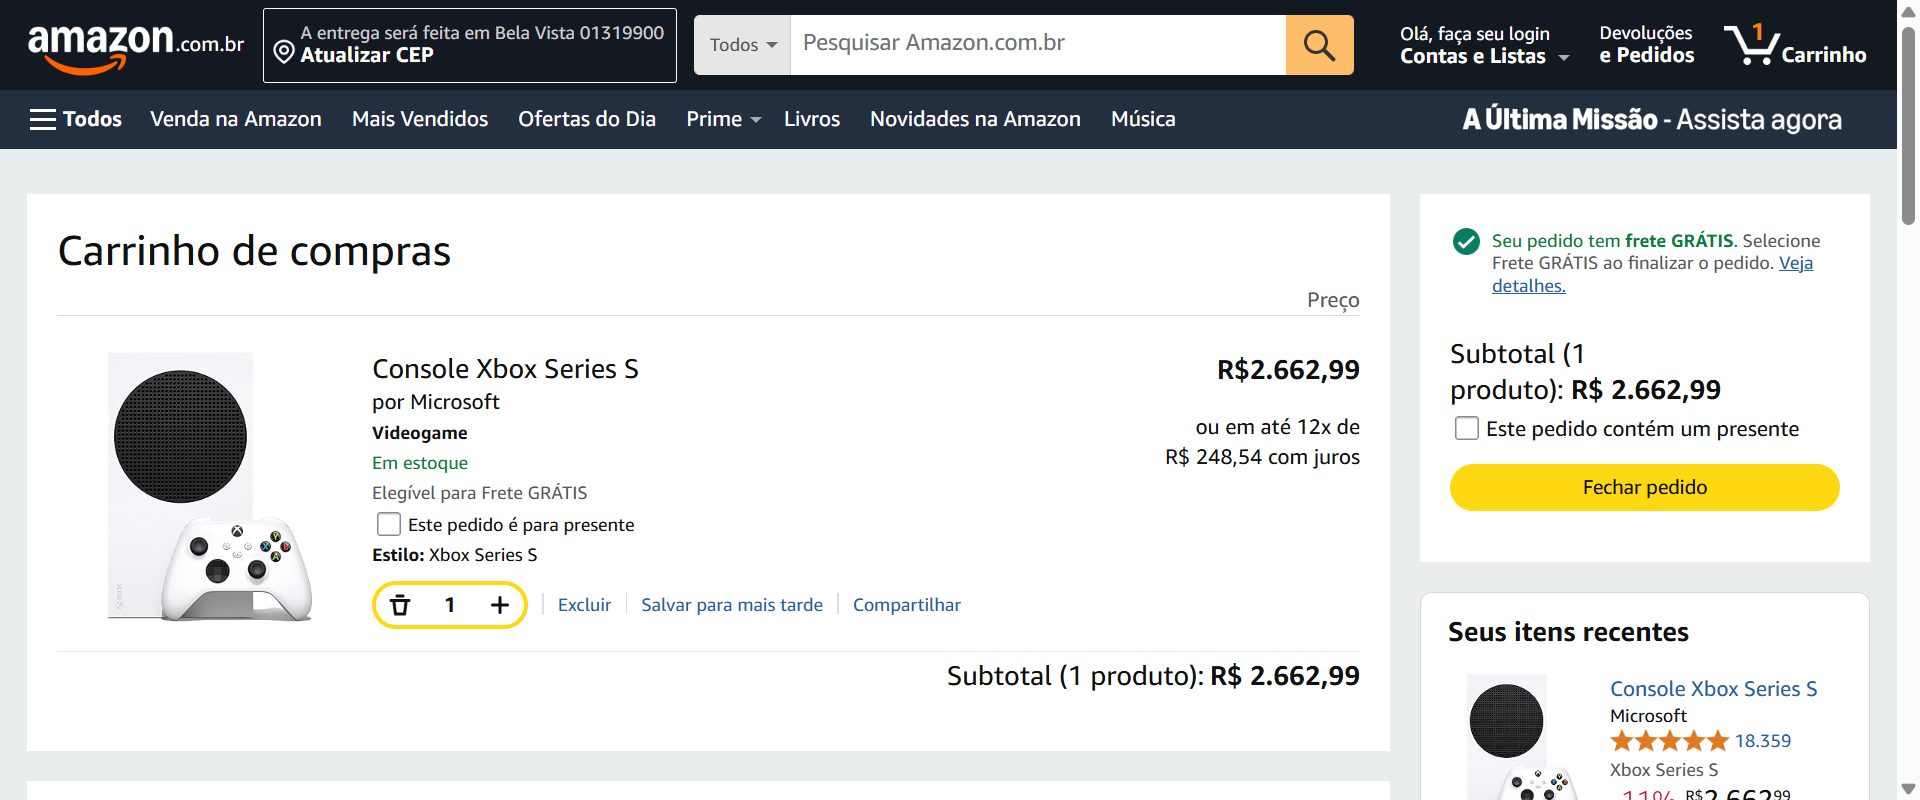 amazon.com.br
A entrega será feita em Bela Vista 01319900
Atualizar CEP
Todos
Pesquisar Amazon.com.br
Olá, faça seu login
Contas e Listas
Devoluções
e Pedidos
1
Carrinho
Todos
Venda na Amazon
Mais Vendidos
Ofertas do Dia
Prime
Livros
Novidades na Amazon
Música
A Última Missão - Assista agora
Carrinho de compras
Preço
Console Xbox Series S
por Microsoft
Videogame
Em estoque
Elegível para Frete GRÁTIS
Este pedido é para presente
Estilo: Xbox Series S
1
Excluir
Salvar para mais tarde
Compartilhar
R$2.662,99
ou em até 12x de
R$ 248,54 com juros
Subtotal (1 produto): R$ 2.662,99
Seu pedido tem frete GRÁTIS. Selecione
Frete GRÁTIS ao finalizar o pedido. Veja
detalhes.
Subtotal (1
produto): R$ 2.662,99
Este pedido contém um presente
Fechar pedido
Seus itens recentes
Console Xbox Series S
Microsoft
18.359
Xbox Series S
-11% R$2.662,99